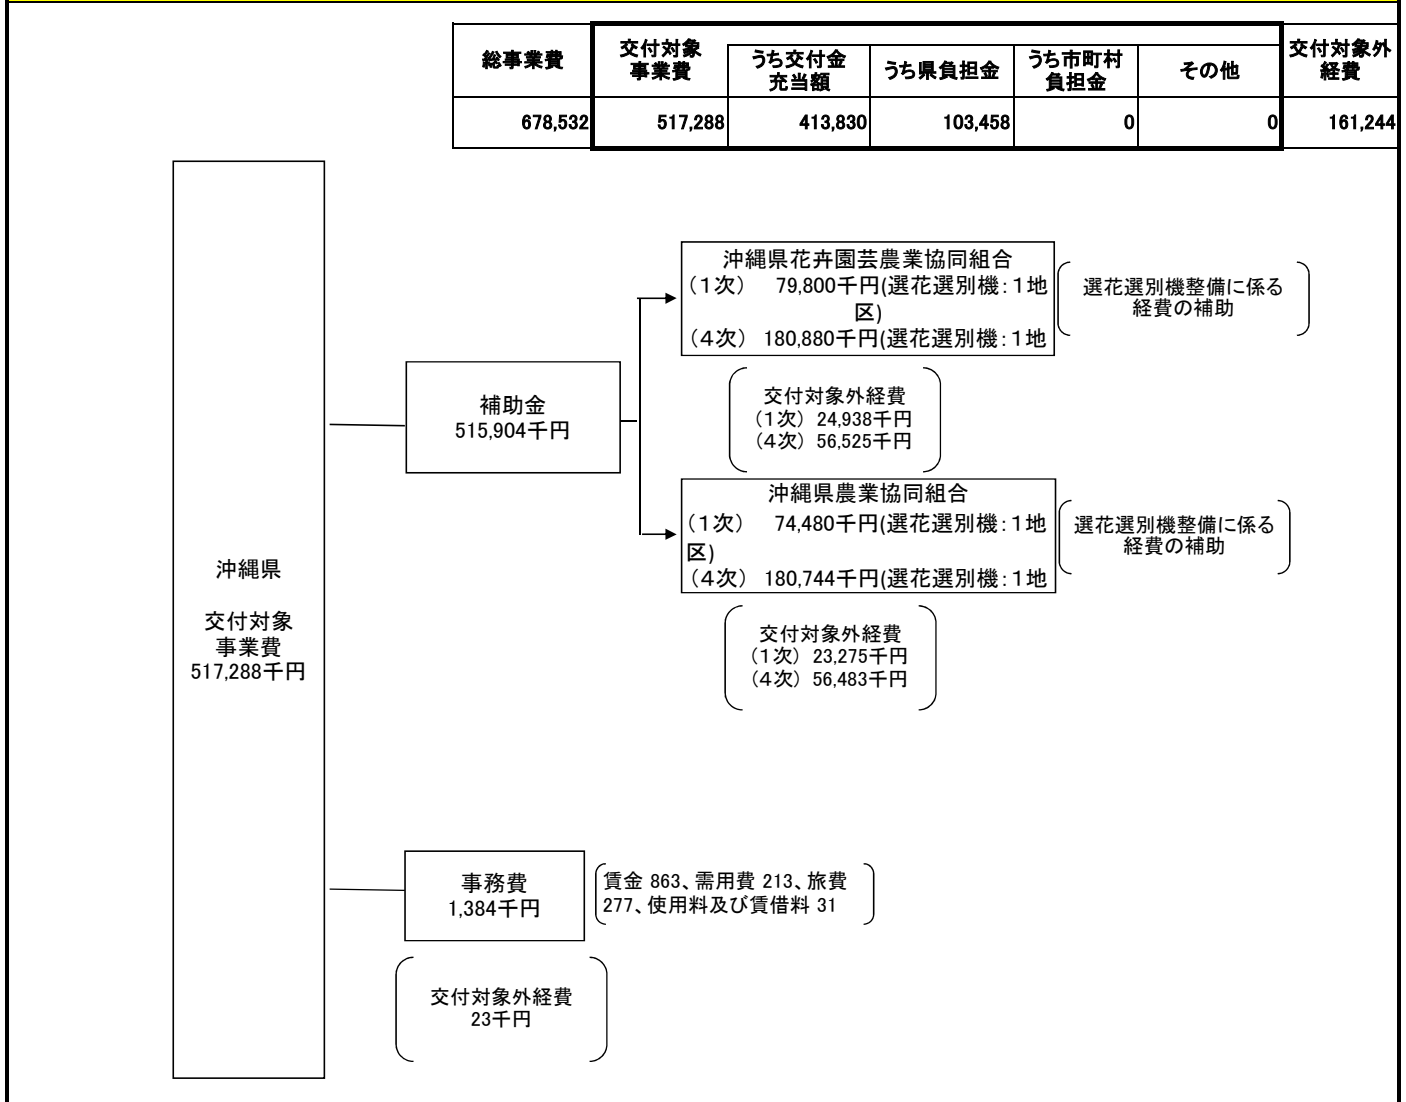 総事業費
交付対象
事業費
うち交付金
充当額
うち県負担金
うち市町村
負担金
その他
交付対象外
経費
678,532
517,288
413,830
103,458
0
0
161,244
沖縄県花卉園芸農業協同組合
（１次）　79,800千円(選花選別機：１地
区)
（４次） 180,880千円(選花選別機：１地
選花選別機整備に係る
経費の補助
補助金
515,904千円
交付対象外経費
（１次） 24,938千円
（４次） 56,525千円
沖縄県農業協同組合
（１次）　74,480千円(選花選別機：１地
区)
（４次） 180,744千円(選花選別機：１地
選花選別機整備に係る
経費の補助
沖縄県
交付対象
事業費
517,288千円
交付対象外経費
（１次） 23,275千円
（４次） 56,483千円
事務費
1,384千円
賃金 863、需用費 213、旅費
277、使用料及び賃借料 31
交付対象外経費
23千円